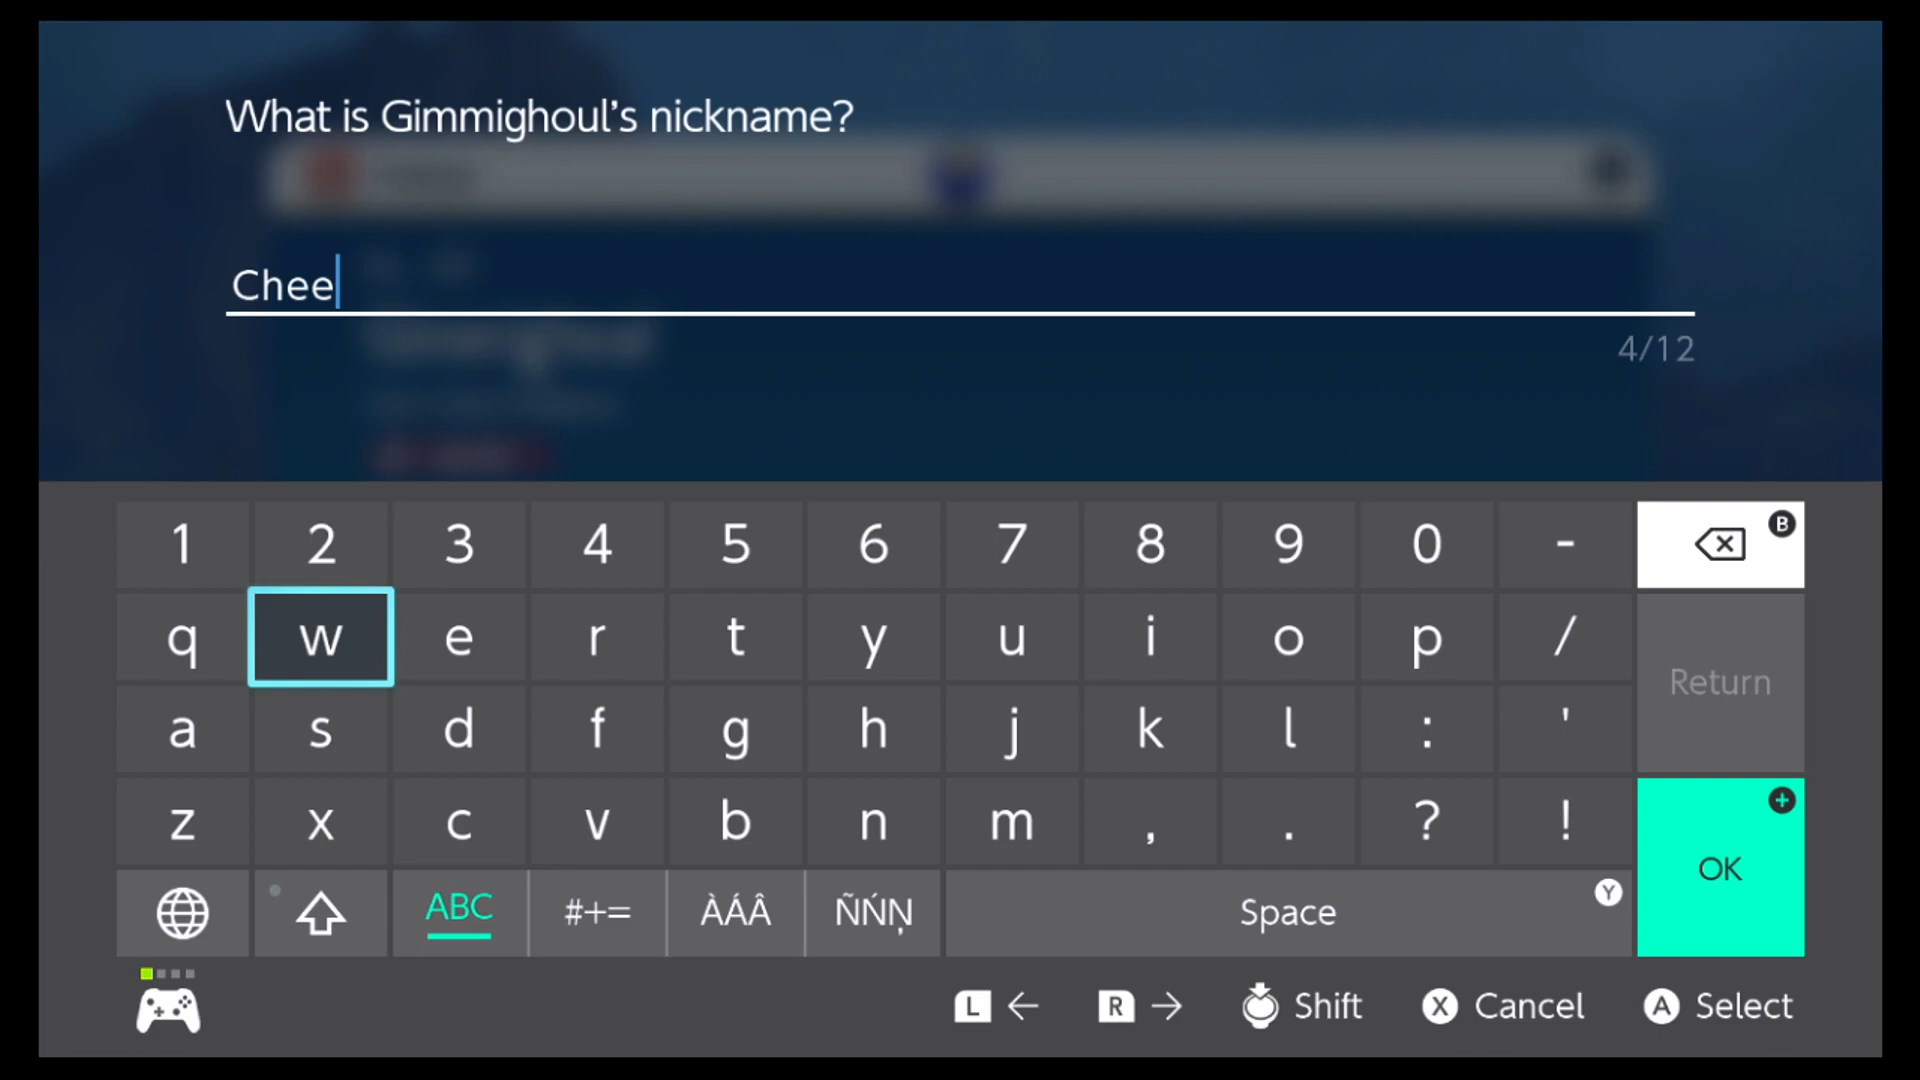 What is Gimmighoul's nickname?
Chee
4/12
1 2 3 4 5 6 7 8 9 0 -
B
q w e r t y u i o p /
Return
a s d f g h j k l : '
z x c v b n m , . ? !
+
OK
ABC #+= ÀÁÂ ÑŃŅ Space Y
L ← R → Shift X Cancel A Select